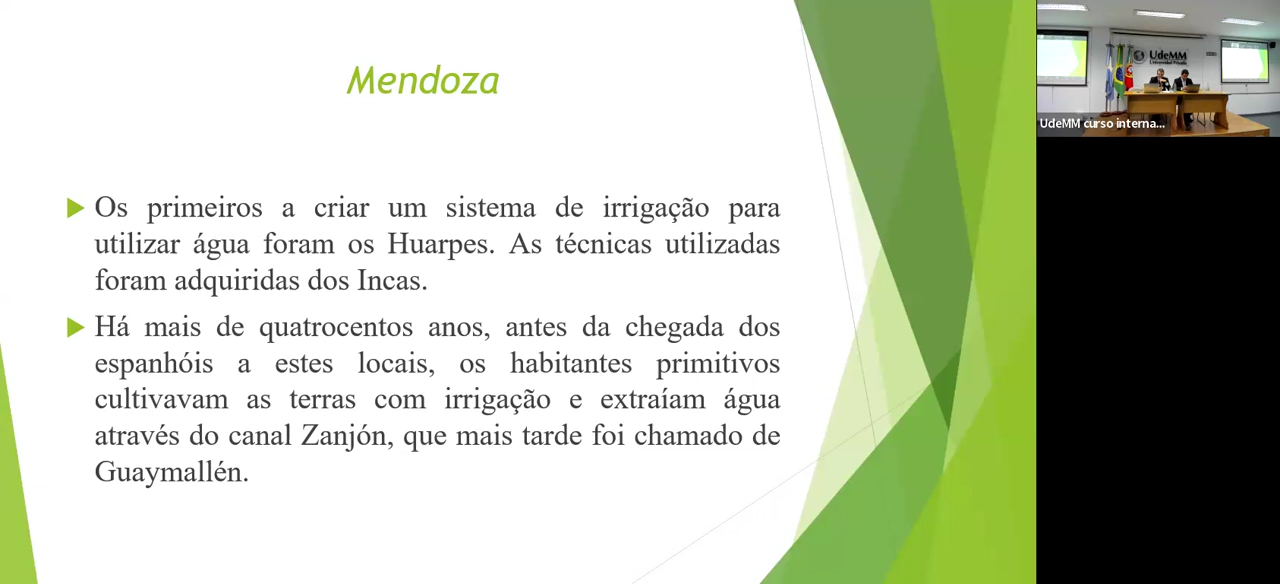 Mendoza
Os primeiros a criar um sistema de irrigação para
utilizar água foram os Huarpes. As técnicas utilizadas
foram adquiridas dos Incas.
Há mais de quatrocentos anos, antes da chegada dos
espanhóis a estes locais, os habitantes primitivos
cultivavam as terras com irrigação e extraíam água
através do canal Zanjón, que mais tarde foi chamado de
Guaymallén.
UdeMM
Universidad Privada
UdeMM curso interna...